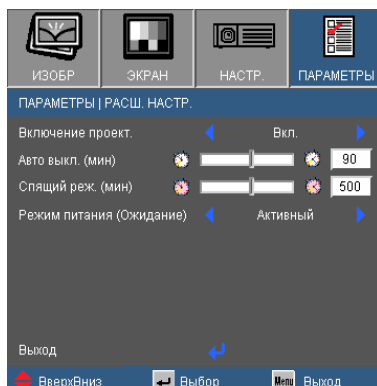 ИЗОБР ЭКРАН НАСТР. ПАРАМЕТРЫ
ПАРАМЕТРЫ | РАСШ. НАСТР.
Включение проект. Вкл.
Авто выкл. (мин) 90
Спящий реж. (мин) 500
Режим питания (Ожидание) Активный
Выход
ВверхВниз Выбор Menu Выход